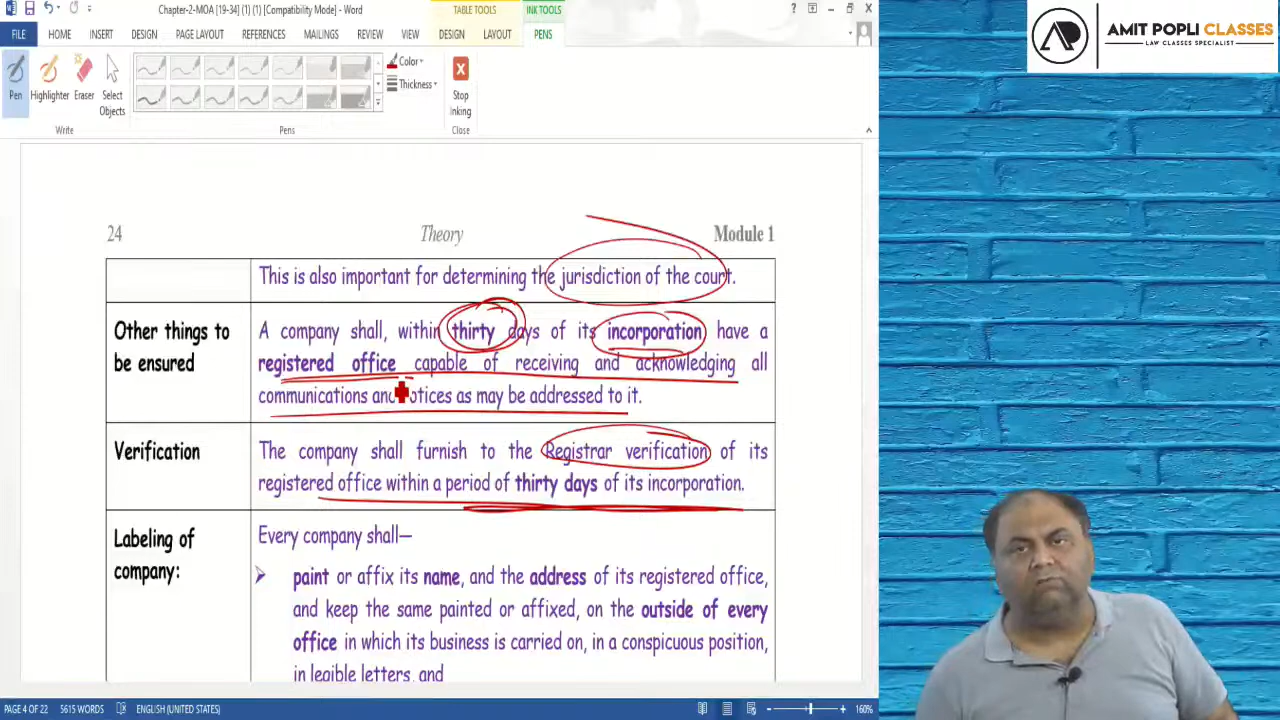 Chapter-2-MOA [19-34] (1) (1) [Compatibility Mode] - Word
TABLE TOOLS
INK TOOLS
FILE HOME INSERT DESIGN PAGE LAYOUT REFERENCES MAILINGS REVIEW VIEW DESIGN LAYOUT PENS
Pen
Highlighter
Eraser
Select Objects
Color
Thickness
Stop Inking
Write
Pens
Close
AMIT POPLI CLASSES
LAW CLASSES SPECIALIST
24 Theory Module 1
This is also important for determining the jurisdiction of the court.
Other things to be ensured
A company shall, within thirty days of its incorporation have a
registered office capable of receiving and acknowledging all
communications and notices as may be addressed to it.
Verification
The company shall furnish to the Registrar verification of its
registered office within a period of thirty days of its incorporation.
Labeling of company:
Every company shall—
➢ paint or affix its name, and the address of its registered office,
and keep the same painted or affixed, on the outside of every
office in which its business is carried on, in a conspicuous position,
in legible letters, and
PAGE 4 OF 22 5615 WORDS ENGLISH (UNITED STATES) 160%